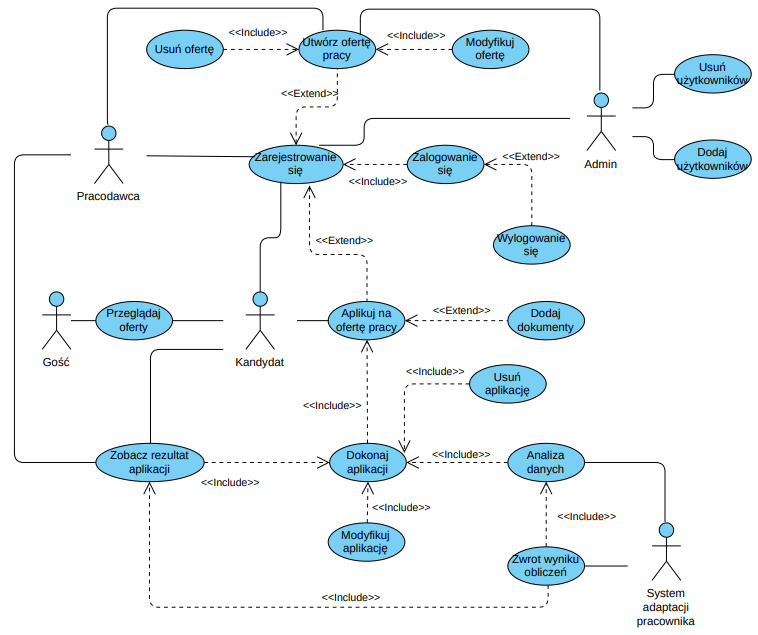 <<Include>>
<<Include>>
Usuń ofertę
Utwórz ofertę
pracy
Modyfikuj
ofertę
Usuń
użytkowników
<<Extend>>
Pracodawca
Zarejestrowanie
się
<<Include>>
Zalogowanie
się
<<Extend>>
Admin
Dodaj
użytkowników
Wylogowanie
się
<<Extend>>
Gość
Przeglądaj
oferty
Kandydat
Aplikuj na
ofertę pracy
<<Extend>>
Dodaj
dokumenty
<<Include>>
Usuń
aplikację
<<Include>>
Zobacz rezultat
aplikacji
<<Include>>
Dokonaj
aplikacji
<<Include>>
Analiza
danych
<<Include>>
Modyfikuj
aplikację
<<Include>>
Zwrot wyniku
obliczeń
System
adaptacji
pracownika
<<Include>>